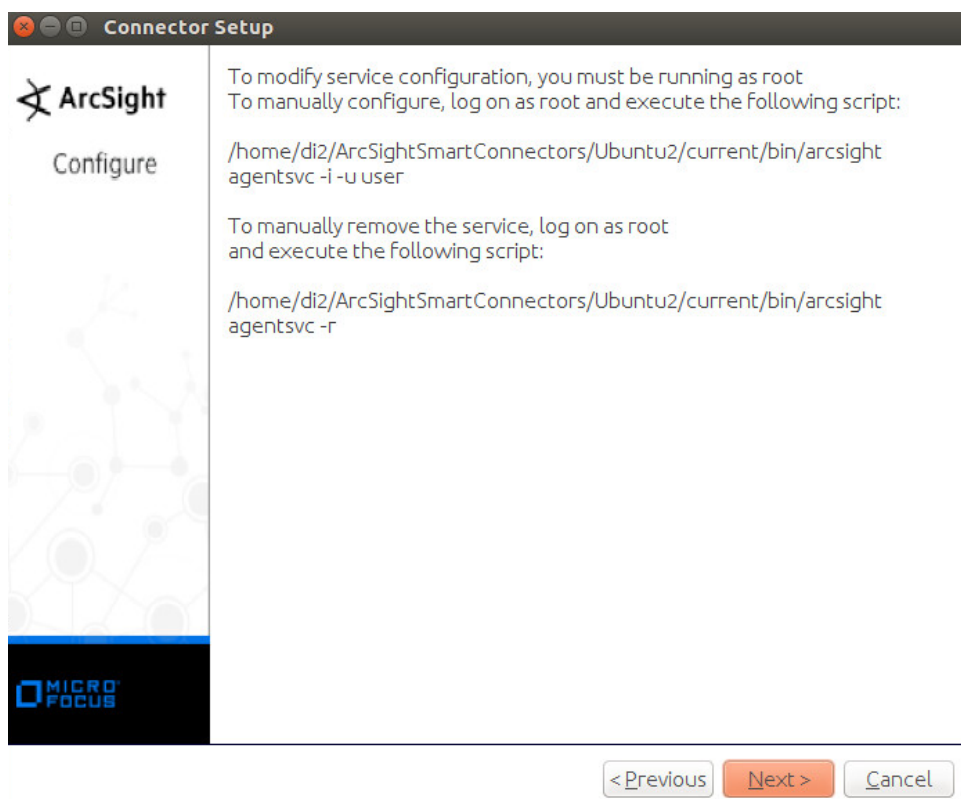 Connector Setup
ArcSight
Configure
To modify service configuration, you must be running as root
To manually configure, log on as root and execute the following script:
/home/di2/ArcSightSmartConnectors/Ubuntu2/current/bin/arcsight
agentsvc -i -u user
To manually remove the service, log on as root
and execute the following script:
/home/di2/ArcSightSmartConnectors/Ubuntu2/current/bin/arcsight
agentsvc -r
MICRO
FOCUS
< Previous
Next >
Cancel